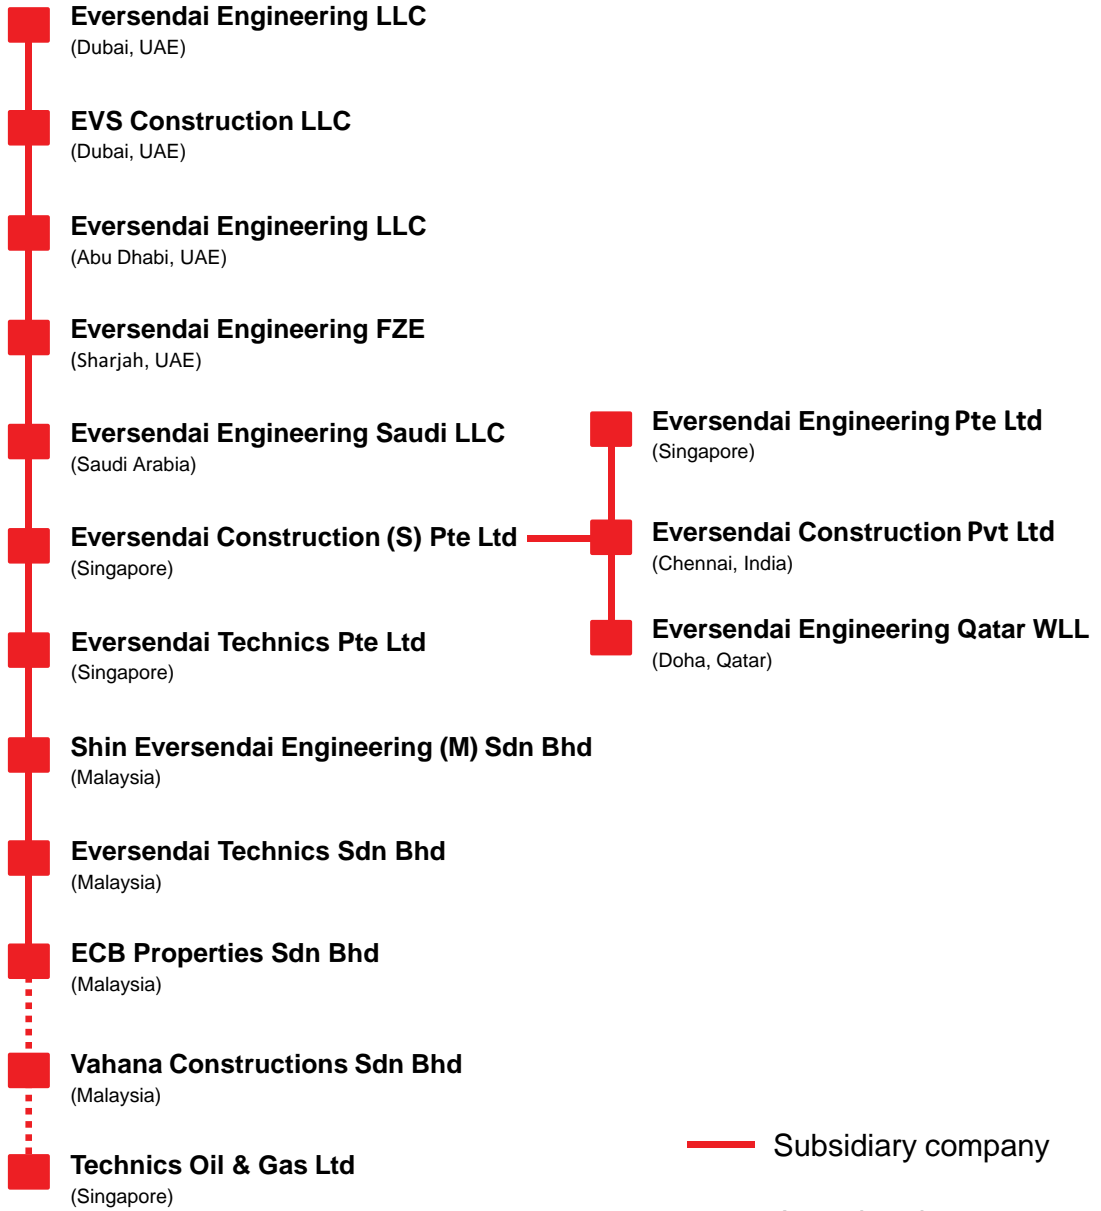 Eversendai Engineering LLC
(Dubai, UAE)
EVS Construction LLC
(Dubai, UAE)
Eversendai Engineering LLC
(Abu Dhabi, UAE)
Eversendai Engineering FZE
(Sharjah, UAE)
Eversendai Engineering Saudi LLC
(Saudi Arabia)
Eversendai Construction (S) Pte Ltd
(Singapore)
Eversendai Technics Pte Ltd
(Singapore)
Shin Eversendai Engineering (M) Sdn Bhd
(Malaysia)
Eversendai Technics Sdn Bhd
(Malaysia)
ECB Properties Sdn Bhd
(Malaysia)
Vahana Constructions Sdn Bhd
(Malaysia)
Technics Oil & Gas Ltd
(Singapore)
Eversendai Engineering Pte Ltd
(Singapore)
Eversendai Construction Pvt Ltd
(Chennai, India)
Eversendai Engineering Qatar WLL
(Doha, Qatar)
Subsidiary company